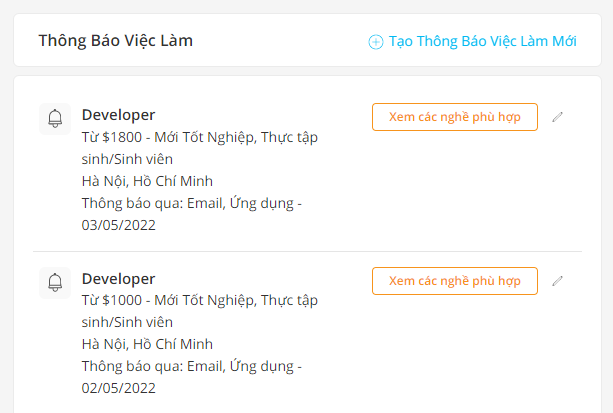 Thông Báo Việc Làm
Tạo Thông Báo Việc Làm Mới
Developer
Xem các nghề phù hợp
Từ $1800 - Mới Tốt Nghiệp, Thực tập
sinh/Sinh viên
Hà Nội, Hồ Chí Minh
Thông báo qua: Email, Ứng dụng -
03/05/2022
Developer
Xem các nghề phù hợp
Từ $1000 - Mới Tốt Nghiệp, Thực tập
sinh/Sinh viên
Hà Nội, Hồ Chí Minh
Thông báo qua: Email, Ứng dụng -
02/05/2022